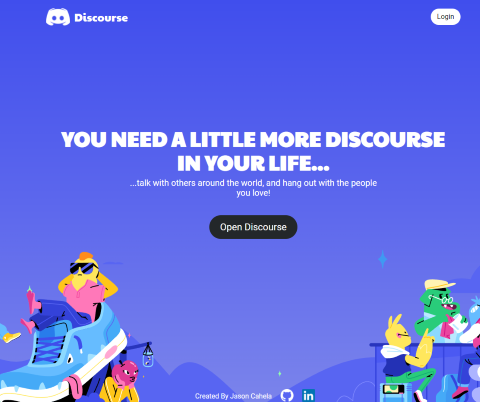 Discourse
Login
YOU NEED A LITTLE MORE DISCOURSE
IN YOUR LIFE...
...talk with others around the world, and hang out with the people
you love!
Open Discourse
Created By Jason Cahela
in